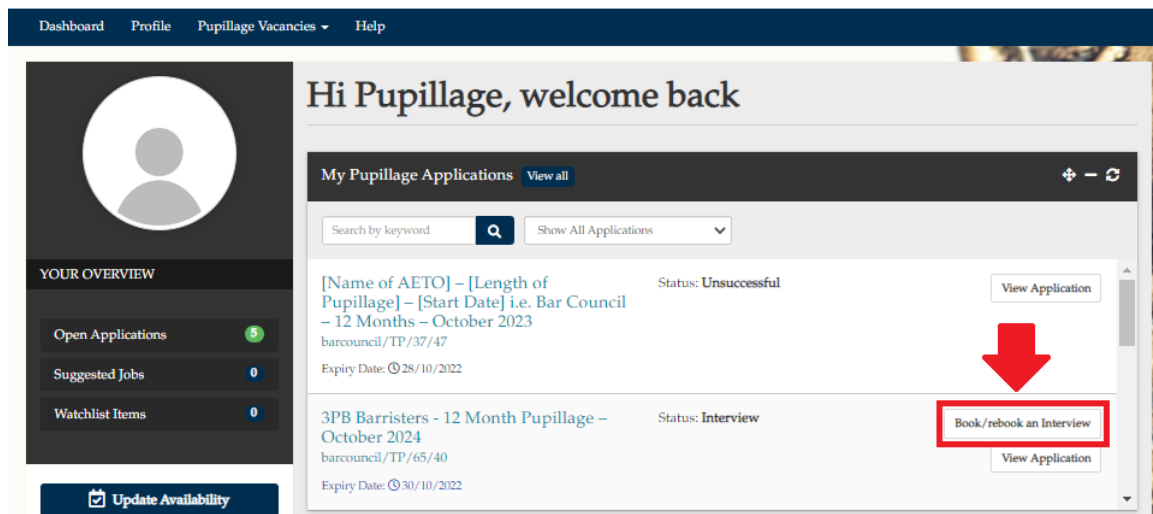 Dashboard Profile Pupillage Vacancies Help
Hi Pupillage, welcome back
My Pupillage Applications View all
Search by keyword Show All Applications
YOUR OVERVIEW
Open Applications 5
Suggested Jobs 0
Watchlist Items 0
Update Availability
[Name of AETO] – [Length of
Pupillage] – [Start Date] i.e. Bar Council
– 12 Months – October 2023
barcouncil/TP/37/47
Expiry Date: 28/10/2022
Status: Unsuccessful
View Application
3PB Barristers - 12 Month Pupillage –
October 2024
barcouncil/TP/65/40
Expiry Date: 30/10/2022
Status: Interview
Book/rebook an Interview
View Application